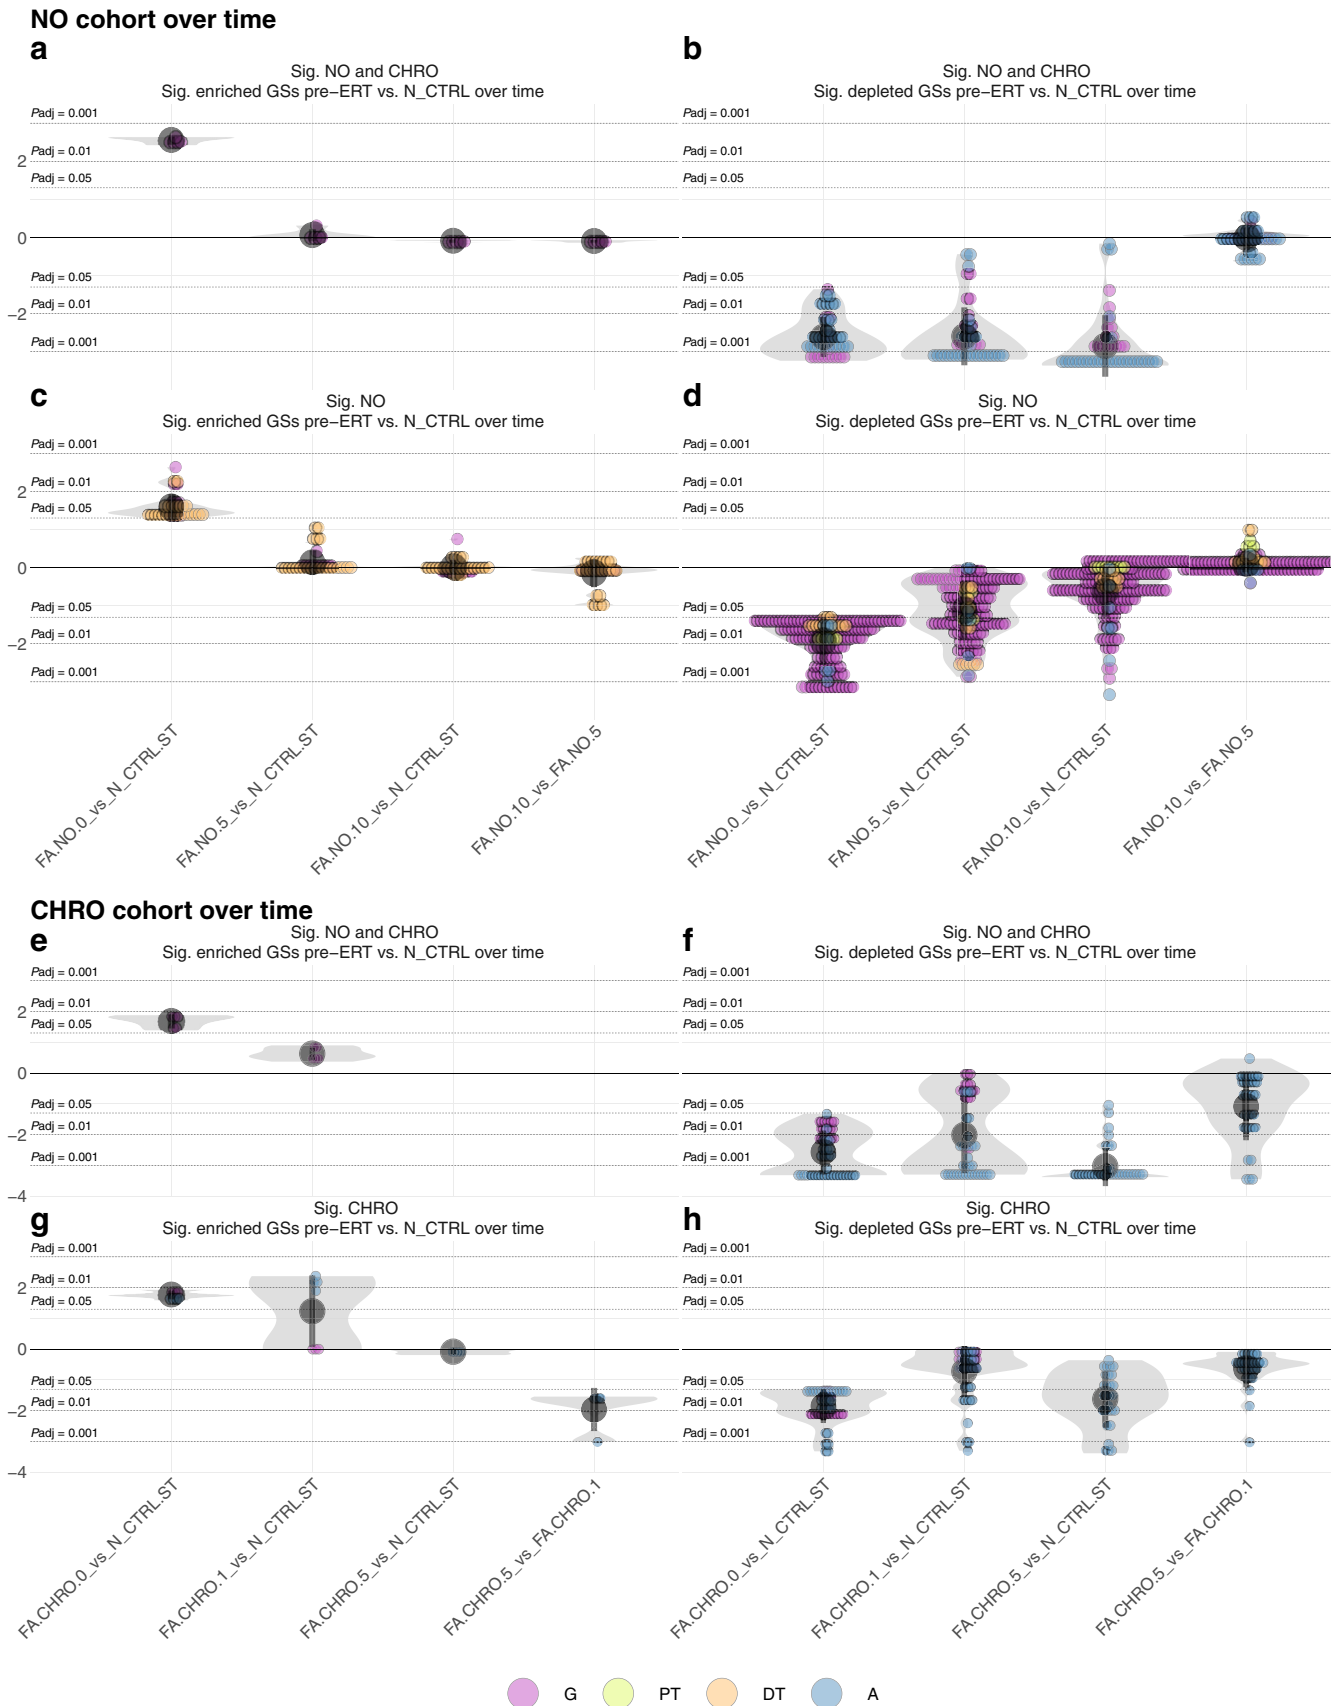 NO cohort over time
a
Sig. NO and CHRO
Sig. enriched GSs pre−ERT vs. N_CTRL over time
Padj = 0.001
Padj = 0.01
2
Padj = 0.05
0
Padj = 0.05
Padj = 0.01
−2
Padj = 0.001
b
Sig. NO and CHRO
Sig. depleted GSs pre−ERT vs. N_CTRL over time
Padj = 0.001
Padj = 0.01
Padj = 0.05
Padj = 0.05
Padj = 0.01
Padj = 0.001
c
Sig. NO
Sig. enriched GSs pre−ERT vs. N_CTRL over time
Padj = 0.001
Padj = 0.01
2
Padj = 0.05
0
Padj = 0.05
Padj = 0.01
−2
Padj = 0.001
FA.NO.0_vs_N_CTRL.ST
FA.NO.5_vs_N_CTRL.ST
FA.NO.10_vs_N_CTRL.ST
FA.NO.10_vs_FA.NO.5
d
Sig. NO
Sig. depleted GSs pre−ERT vs. N_CTRL over time
Padj = 0.001
Padj = 0.01
Padj = 0.05
Padj = 0.05
Padj = 0.01
Padj = 0.001
FA.NO.0_vs_N_CTRL.ST
FA.NO.5_vs_N_CTRL.ST
FA.NO.10_vs_N_CTRL.ST
FA.NO.10_vs_FA.NO.5
CHRO cohort over time
e
Sig. NO and CHRO
Sig. enriched GSs pre−ERT vs. N_CTRL over time
Padj = 0.001
Padj = 0.01
2
Padj = 0.05
0
Padj = 0.05
Padj = 0.01
−2
Padj = 0.001
−4
f
Sig. NO and CHRO
Sig. depleted GSs pre−ERT vs. N_CTRL over time
Padj = 0.001
Padj = 0.01
Padj = 0.05
Padj = 0.05
Padj = 0.01
Padj = 0.001
g
Sig. CHRO
Sig. enriched GSs pre−ERT vs. N_CTRL over time
Padj = 0.001
Padj = 0.01
2
Padj = 0.05
0
Padj = 0.05
Padj = 0.01
−2
Padj = 0.001
−4
FA.CHRO.0_vs_N_CTRL.ST
FA.CHRO.1_vs_N_CTRL.ST
FA.CHRO.5_vs_N_CTRL.ST
FA.CHRO.5_vs_FA.CHRO.1
h
Sig. CHRO
Sig. depleted GSs pre−ERT vs. N_CTRL over time
Padj = 0.001
Padj = 0.01
Padj = 0.05
Padj = 0.05
Padj = 0.01
Padj = 0.001
FA.CHRO.0_vs_N_CTRL.ST
FA.CHRO.1_vs_N_CTRL.ST
FA.CHRO.5_vs_N_CTRL.ST
FA.CHRO.5_vs_FA.CHRO.1
G PT DT A